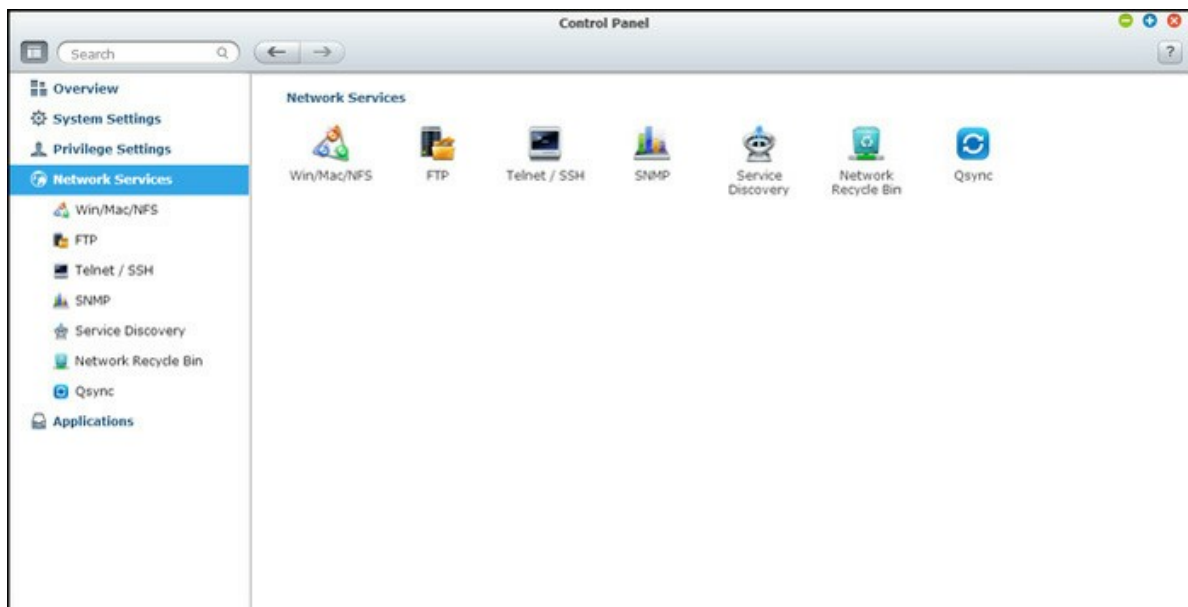 Control Panel
Search
?
Overview
System Settings
Privilege Settings
Network Services
Win/Mac/NFS
FTP
Telnet / SSH
SNMP
Service Discovery
Network Recycle Bin
Qsync
Applications
Network Services
Win/Mac/NFS
FTP
Telnet / SSH
SNMP
Service
Discovery
Network
Recycle Bin
Qsync